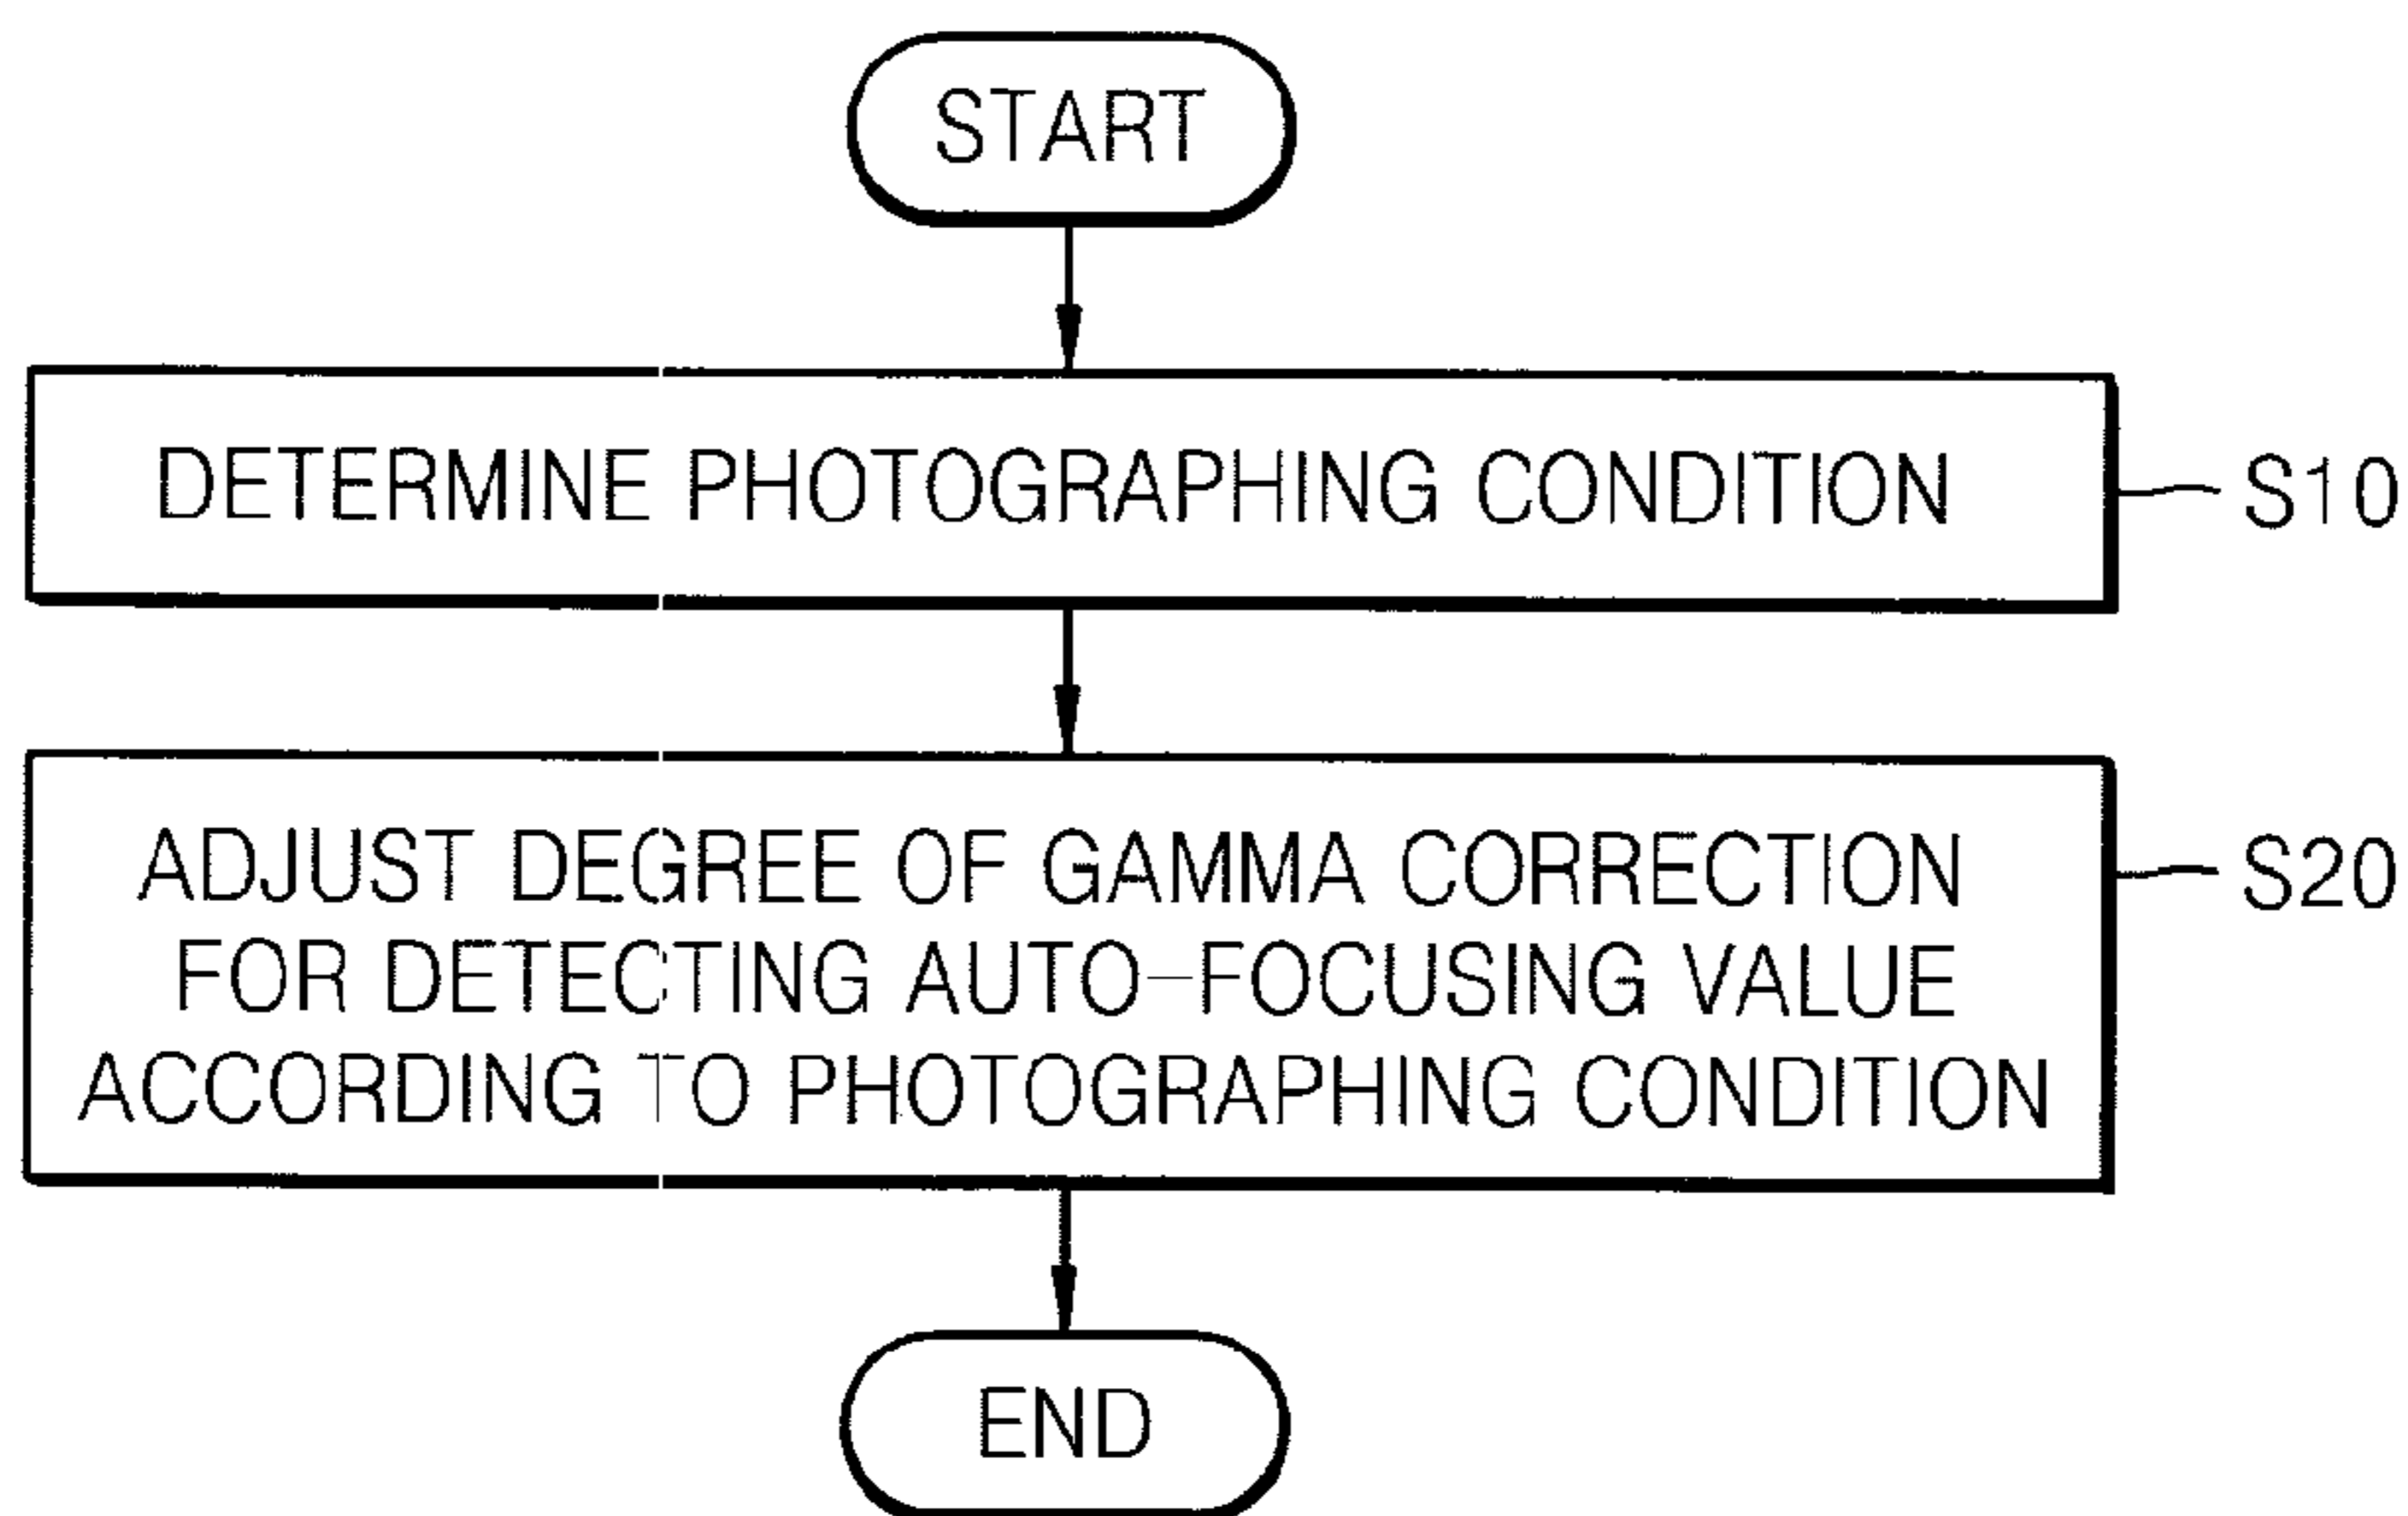 START
DETERMINE PHOTOGRAPHING CONDITION
S10
ADJUST DEGREE OF GAMMA CORRECTION
S20
FOR DETECTING AUTO-FOCUSING VALUE
ACCORDING TO PHOTOGRAPHING CONDITION
END